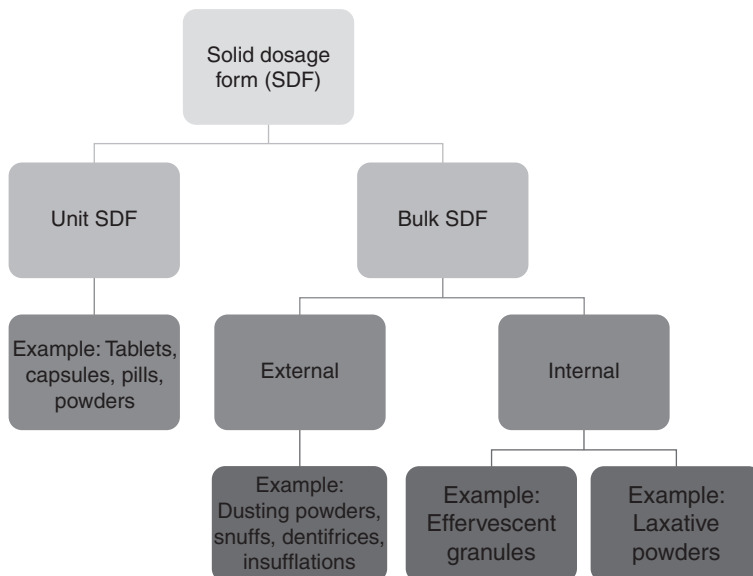 Solid dosage
form (SDF)
Unit SDF
Bulk SDF
Example: Tablets,
capsules, pills,
powders
External
Internal
Example:
Dusting powders,
snuffs, dentifrices,
insufflations
Example:
Effervescent
granules
Example:
Laxative
powders